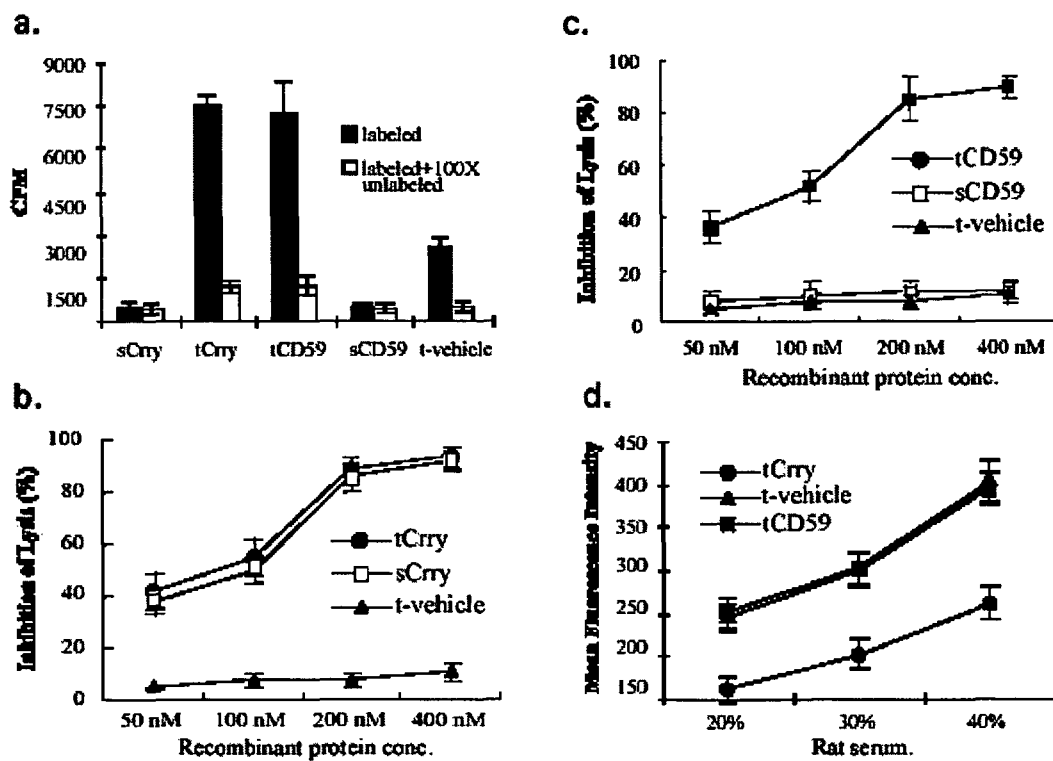 a.
9000
7500
6000
4500
3000
1500
CPM
labeled
labeled+100X
unlabeled
sCrry tCrry tCD59 sCD59 t-vehicle
b.
100
80
60
40
20
0
Inhibition of Lysis (%)
tCrry
sCrry
t-vehicle
50 nM 100 nM 200 nM 400 nM
Recombinant protein conc.
c.
100
80
60
40
20
0
Inhibition of Lysis (%)
tCD59
sCD59
t-vehicle
50 nM 100 nM 200 nM 400 nM
Recombinant protein conc.
d.
450
400
350
300
250
200
150
Mean Fluorescence Intensity
tCrry
t-vehicle
tCD59
20% 30% 40%
Rat serum.